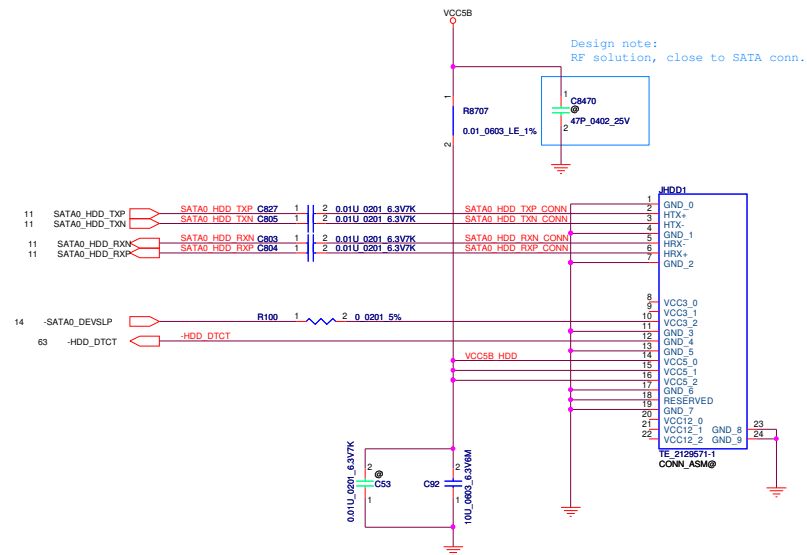 VCC5B
Design note:
RF solution, close to SATA conn.
1
C8470
@
47P_0402_25V
2
1
R8707
0.01_0603_LE_1%
2
JHDD1
11 SATA0_HDD_TXP SATA0_HDD_TXP C827 1 2 0.01U_0201_6.3V7K SATA0_HDD_TXP_CONN
11 SATA0_HDD_TXN SATA0_HDD_TXN C805 1 2 0.01U_0201_6.3V7K SATA0_HDD_TXN_CONN
11 SATA0_HDD_RXN SATA0_HDD_RXN C803 1 2 0.01U_0201_6.3V7K SATA0_HDD_RXN_CONN
11 SATA0_HDD_RXP SATA0_HDD_RXP C804 1 2 0.01U_0201_6.3V7K SATA0_HDD_RXP_CONN
1 GND_0
2 HTX+
3 HTX-
4 GND_1
5 HRX-
6 HRX+
7 GND_2
14 -SATA0_DEVSLP R100 1 2 0_0201_5%
63 -HDD_DTCT -HDD_DTCT
VCC5B_HDD
8 VCC3_0
9 VCC3_1
10 VCC3_2
11 GND_3
12 GND_4
13 GND_5
14 VCC5_0
15 VCC5_1
16 VCC5_2
17 GND_6
18 RESERVED
19 GND_7
20 VCC12_0
21 VCC12_1 GND_8 23
22 VCC12_2 GND_9 24
TE_2129571-1
CONN_ASM@
0.01U_0201_6.3V7K
2
@
C53
1
2
C92
1
10U_0603_6.3V6M